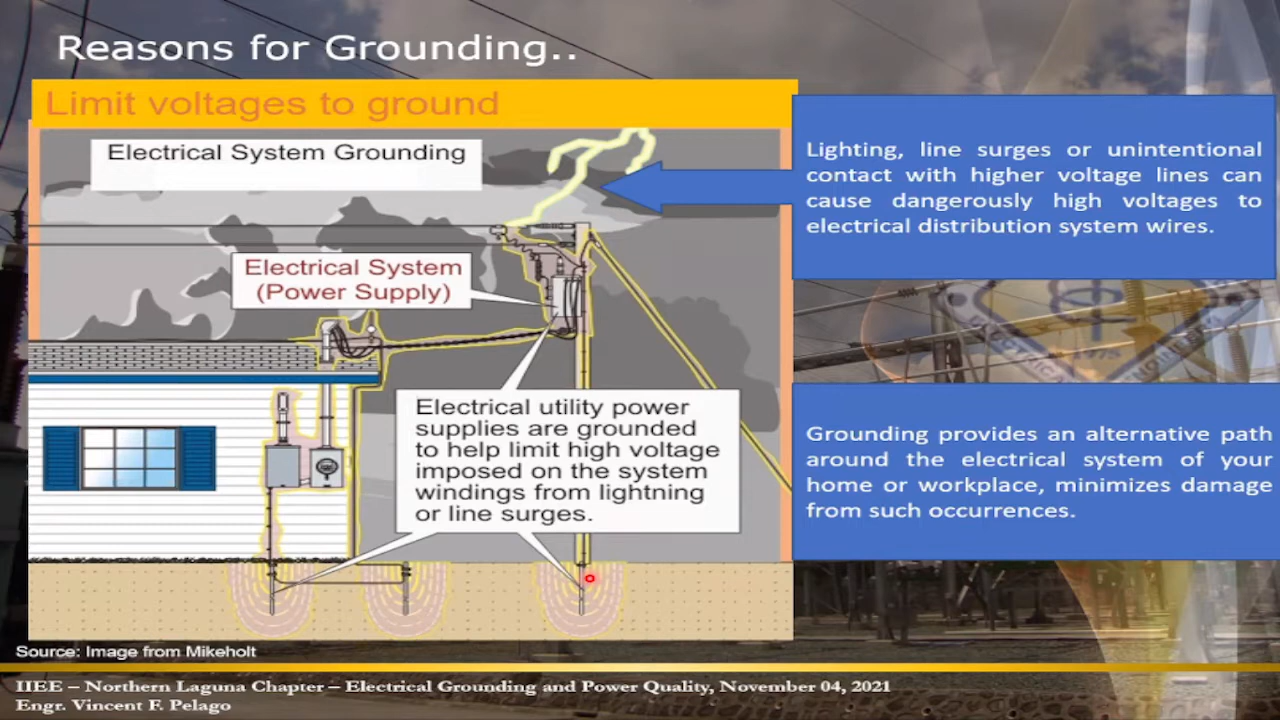 Reasons for Grounding..
Limit voltages to ground
Electrical System Grounding
Lighting, line surges or unintentional
contact with higher voltage lines can
cause dangerously high voltages to
electrical distribution system wires.
Electrical System
(Power Supply)
Electrical utility power
supplies are grounded
to help limit high voltage
imposed on the system
windings from lightning
or line surges.
Grounding provides an alternative path
around the electrical system of your
home or workplace, minimizes damage
from such occurrences.
Source: Image from Mikeholt
IIEE – Northern Laguna Chapter – Electrical Grounding and Power Quality, November 04, 2021
Engr. Vincent F. Pelago